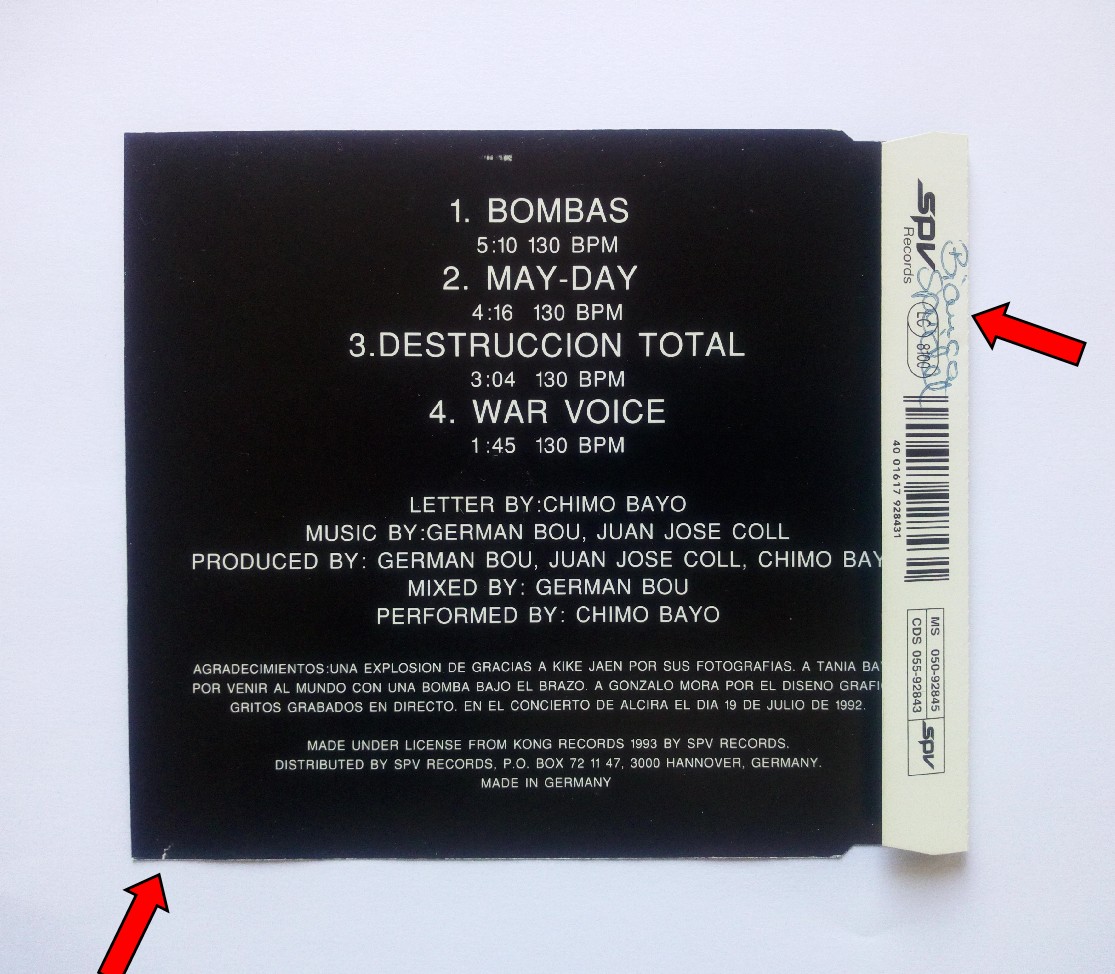 1. BOMBAS
5:10 130 BPM
2. MAY-DAY
4:16 130 BPM
3.DESTRUCCION TOTAL
3:04 130 BPM
4. WAR VOICE
1:45 130 BPM
LETTER BY:CHIMO BAYO
MUSIC BY:GERMAN BOU, JUAN JOSE COLL
PRODUCED BY: GERMAN BOU, JUAN JOSE COLL, CHIMO BAY
MIXED BY: GERMAN BOU
PERFORMED BY: CHIMO BAYO
AGRADECIMIENTOS:UNA EXPLOSION DE GRACIAS A KIKE JAEN POR SUS FOTOGRAFIAS. A TANIA BA
POR VENIR AL MUNDO CON UNA BOMBA BAJO EL BRAZO. A GONZALO MORA POR EL DISENO GRAFI
GRITOS GRABADOS EN DIRECTO. EN EL CONCIERTO DE ALCIRA EL DIA 19 DE JULIO DE 1992.
MADE UNDER LICENSE FROM KONG RECORDS 1993 BY SPV RECORDS.
DISTRIBUTED BY SPV RECORDS, P.O. BOX 72 11 47, 3000 HANNOVER, GERMANY.
MADE IN GERMANY
SPV
Records
LC 8100
40 01617 928431
MS 050-92845
CDS 055-92843
SPV